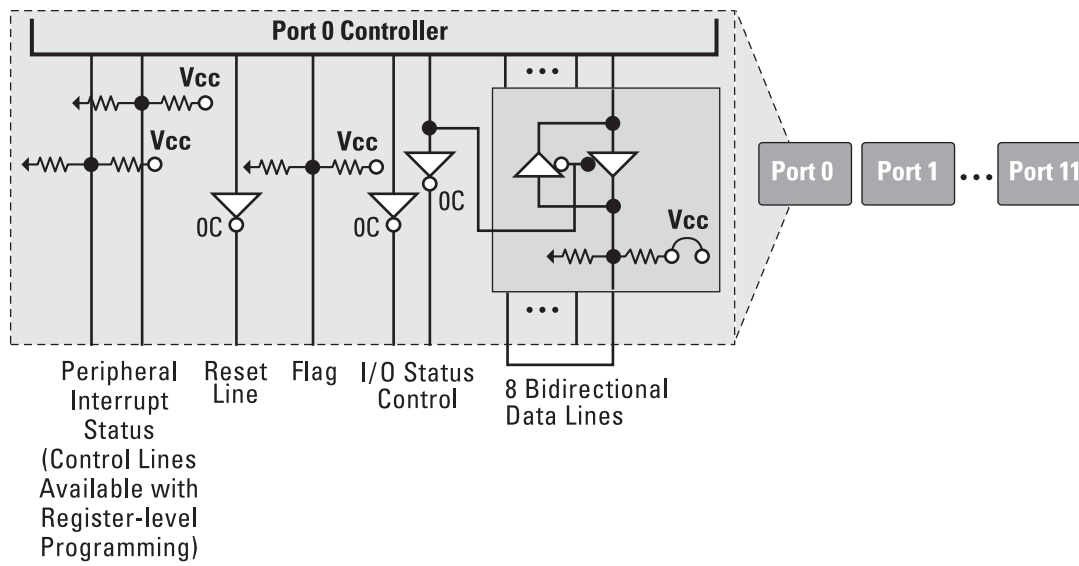 Port 0 Controller
Vcc
Vcc
Vcc
OC
OC
OC
Vcc
•••
•••
Port 0
Port 1
•••
Port 11
Peripheral
Interrupt
Status
(Control Lines
Available with
Register-level
Programming)
Reset
Line
Flag
I/O Status
Control
8 Bidirectional
Data Lines